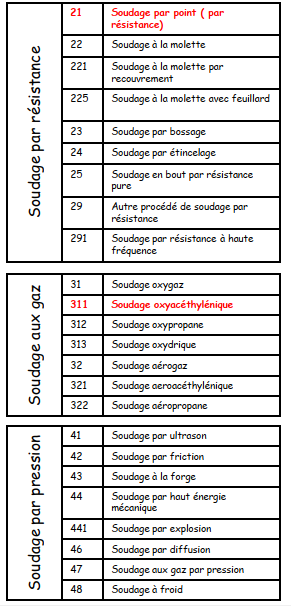 Soudage par résistance
21 Soudage par point ( par
résistance)
22 Soudage à la molette
221 Soudage à la molette par
recouvrement
225 Soudage à la molette avec feuillard
23 Soudage par bossage
24 Soudage par étincelage
25 Soudage en bout par résistance
pure
29 Autre procédé de soudage par
résistance
291 Soudage par résistance à haute
fréquence
Soudage aux gaz
31 Soudage oxygaz
311 Soudage oxyacéthylénique
312 Soudage oxypropane
313 Soudage oxydrique
32 Soudage aérogaz
321 Soudage aeroacéthylénique
322 Soudage aéropropane
Soudage par pression
41 Soudage par ultrason
42 Soudage par friction
43 Soudage à la forge
44 Soudage par haut énergie
mécanique
441 Soudage par explosion
46 Soudage par diffusion
47 Soudage aux gaz par pression
48 Soudage à froid